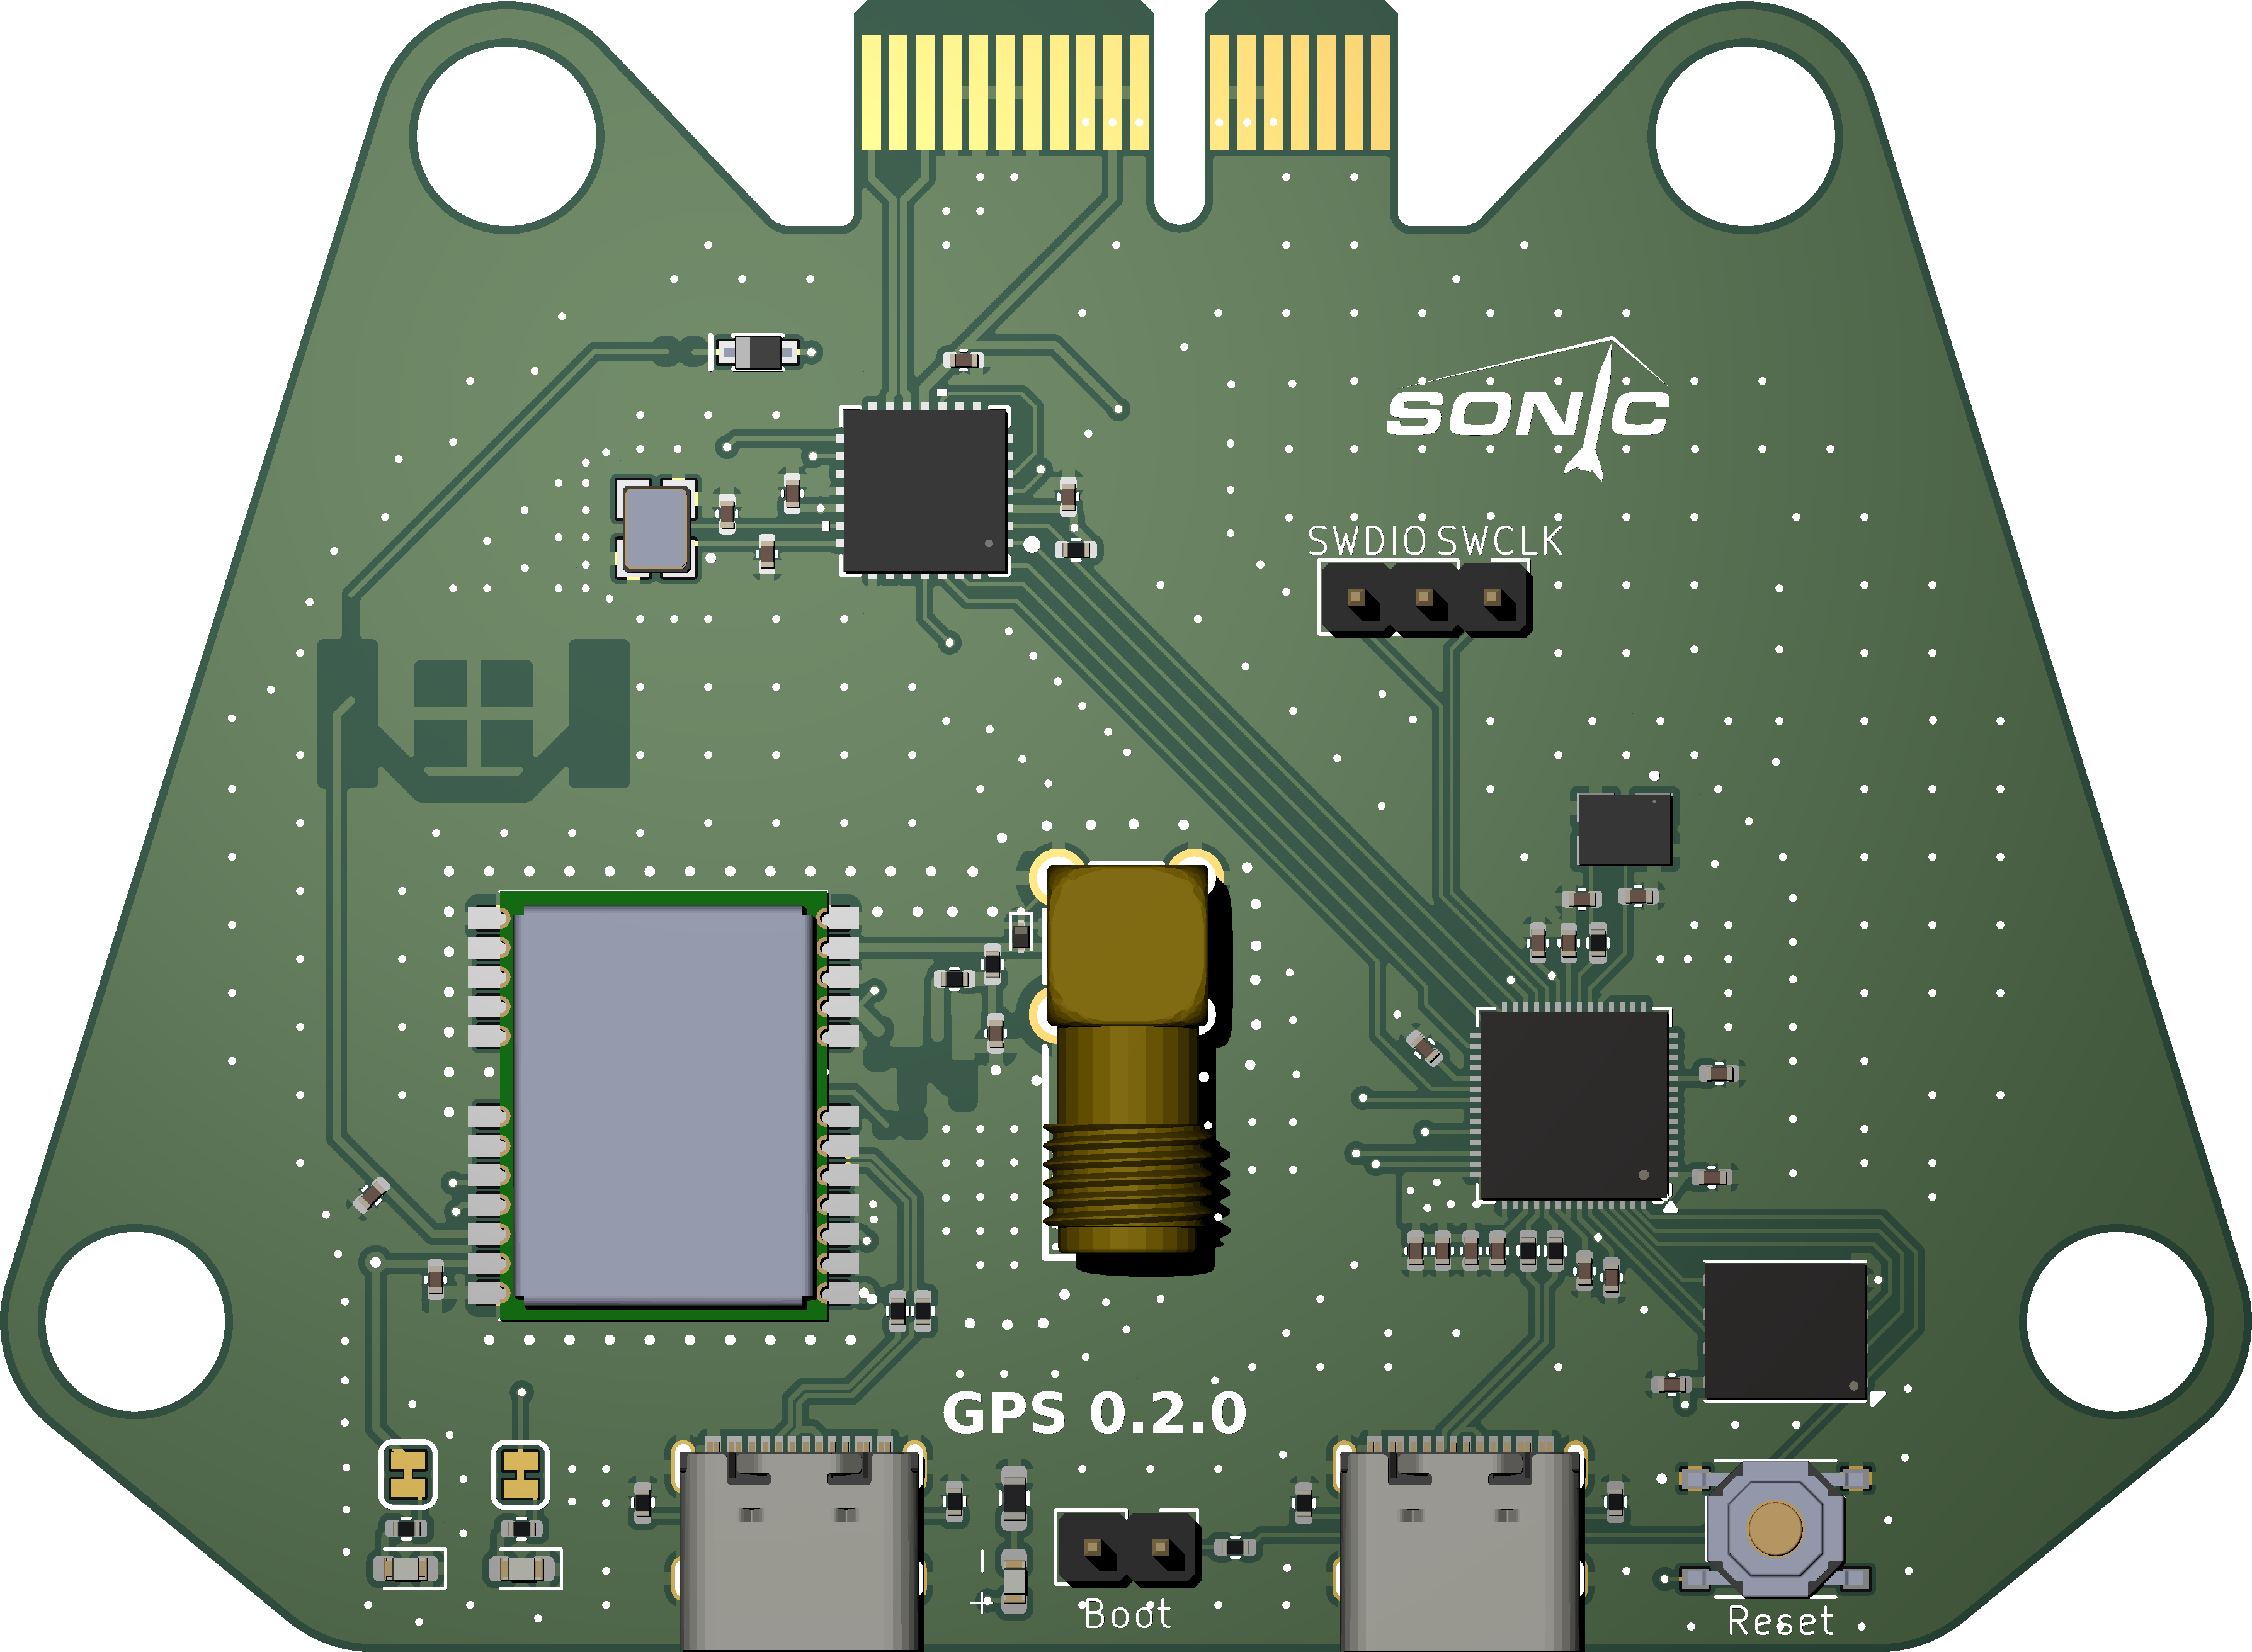 SONIC
SWDIO SWCLK
GPS 0.2.0
- 
+
Boot
Reset